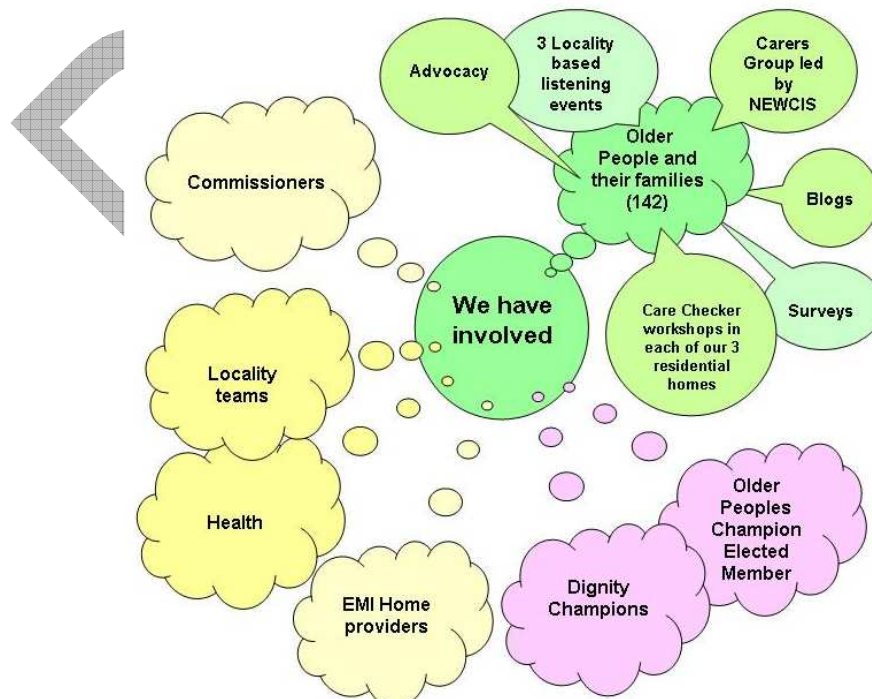 Advocacy
3 Locality
based
listening
events
Carers
Group led
by
NEWCIS
Older
People and
their families
(142)
Commissioners
Blogs
We have
involved
Care Checker
workshops in
each of our 3
residential
homes
Surveys
Locality
teams
Health
Older
Peoples
Champion
Elected
Member
EMI Home
providers
Dignity
Champions